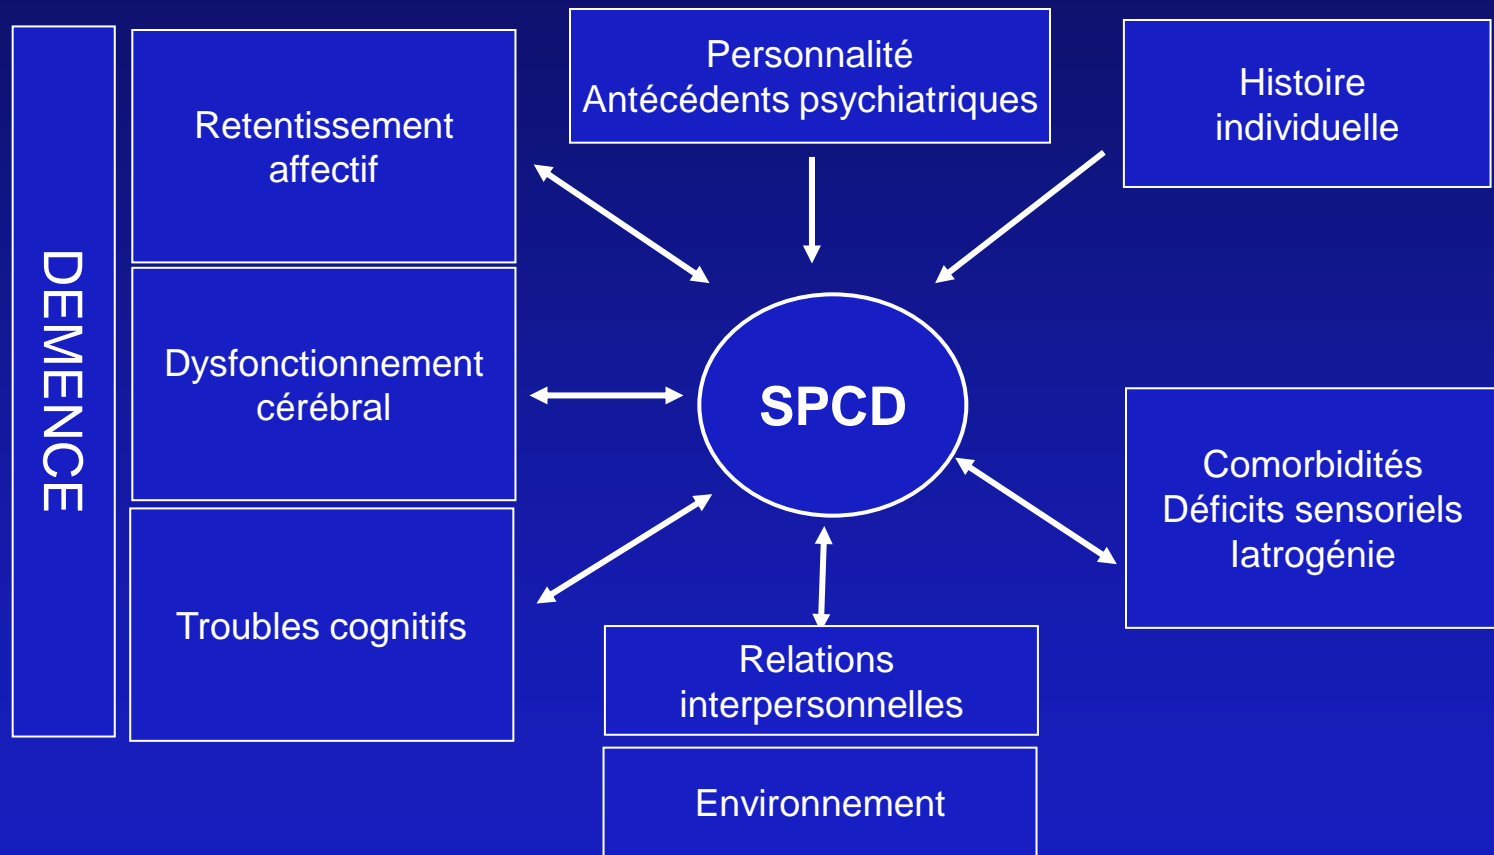 DEMENCE
Retentissement
affectif
Dysfonctionnement
cérébral
Troubles cognitifs
Personnalité
Antécédents psychiatriques
Histoire
individuelle
SPCD
Comorbidités
Déficits sensoriels
Iatrogénie
Relations
interpersonnelles
Environnement